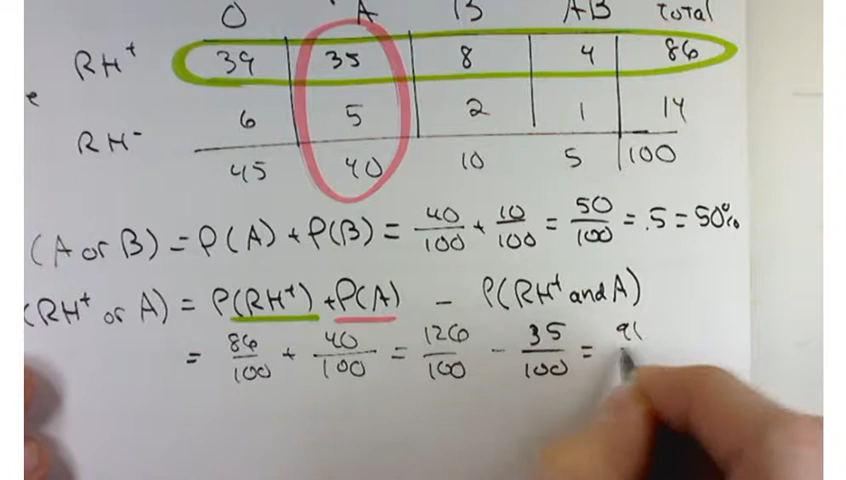 O A B AB Total
RH+ 39 35 8 4 86
e
RH- 6 5 2 1 14
45 40 10 5 100
(A or B) = P(A) + P(B) = 40/100 + 10/100 = 50/100 = .5 = 50%
(RH+ or A) = P(RH+) + P(A) - P(RH+ and A)
= 86/100 + 40/100 = 126/100 - 35/100 = 91